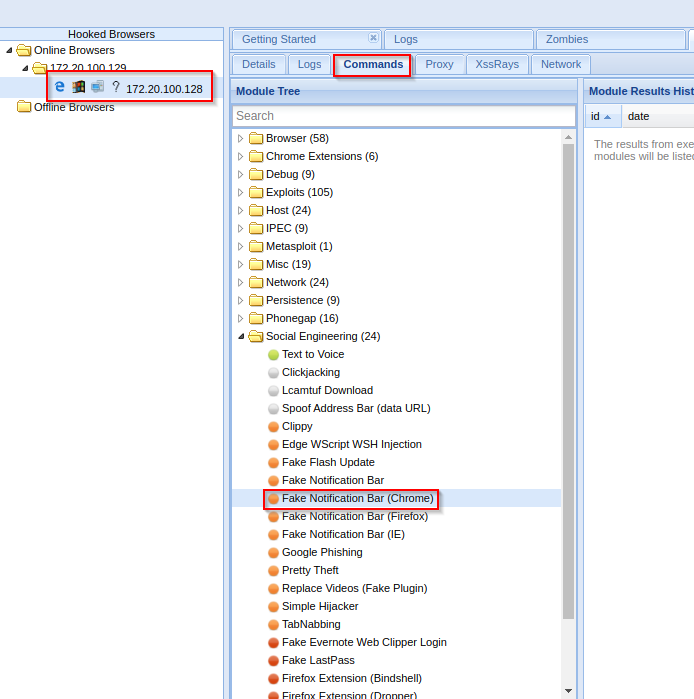 Hooked Browsers
Online Browsers
172.20.100.129
? 172.20.100.128
Offline Browsers
Getting Started
Logs
Zombies
Details
Logs
Commands
Proxy
XssRays
Network
Module Tree
Search
Browser (58)
Chrome Extensions (6)
Debug (9)
Exploits (105)
Host (24)
IPEC (9)
Metasploit (1)
Misc (19)
Network (24)
Persistence (9)
Phonegap (16)
Social Engineering (24)
Text to Voice
Clickjacking
Lcamtuf Download
Spoof Address Bar (data URL)
Clippy
Edge WScript WSH Injection
Fake Flash Update
Fake Notification Bar
Fake Notification Bar (Chrome)
Fake Notification Bar (Firefox)
Fake Notification Bar (IE)
Google Phishing
Pretty Theft
Replace Videos (Fake Plugin)
Simple Hijacker
TabNabbing
Fake Evernote Web Clipper Login
Fake LastPass
Firefox Extension (Bindshell)
Firefox Extension (Dropper)
Module Results Hist
id
date
The results from exe
modules will be liste